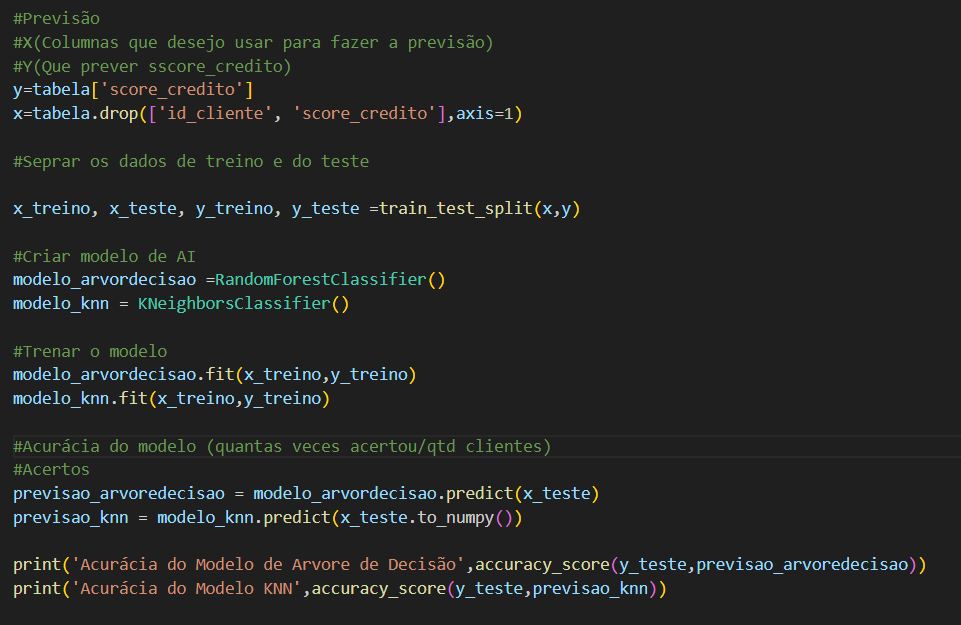 #Previsão
#X(Columnas que desejo usar para fazer a previsão)
#Y(Que prever sscore_credito)
y=tabela['score_credito']
x=tabela.drop(['id_cliente', 'score_credito'],axis=1)
#Seprar os dados de treino e do teste
x_treino, x_teste, y_treino, y_teste =train_test_split(x,y)
#Criar modelo de AI
modelo_arvordecisao =RandomForestClassifier()
modelo_knn = KNeighborsClassifier()
#Trenar o modelo
modelo_arvordecisao.fit(x_treino,y_treino)
modelo_knn.fit(x_treino,y_treino)
#Acurácia do modelo (quantas veces acertou/qtd clientes)
#Acertos
previsao_arvoredecisao = modelo_arvordecisao.predict(x_teste)
previsao_knn = modelo_knn.predict(x_teste.to_numpy())
print('Acurácia do Modelo de Arvore de Decisão',accuracy_score(y_teste,previsao_arvoredecisao))
print('Acurácia do Modelo KNN',accuracy_score(y_teste,previsao_knn))